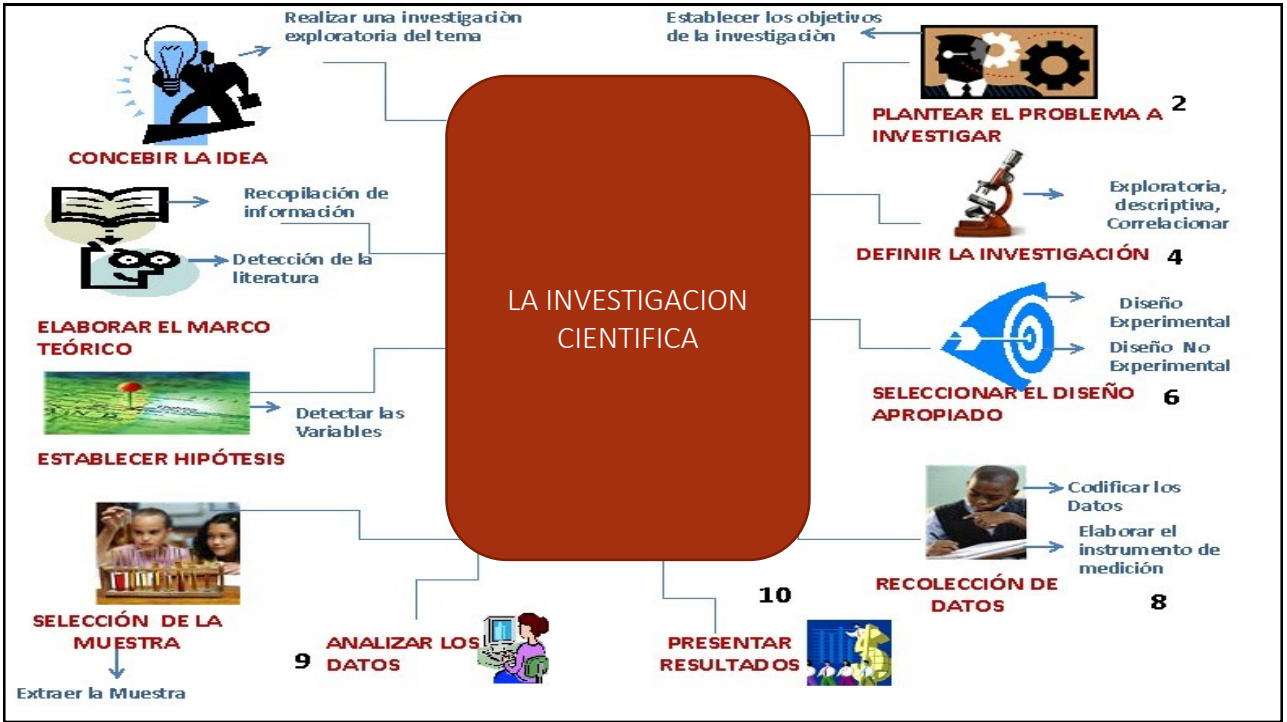 Realizar una investigaciòn
exploratoria del tema
CONCEBIR LA IDEA
Establecer los objetivos
de la investigaciòn
PLANTEAR EL PROBLEMA A
INVESTIGAR
2
Recopilación de
información
Detección de la
literatura
ELABORAR EL MARCO
TEÓRICO
Exploratoria,
descriptiva,
Correlacionar
DEFINIR LA INVESTIGACIÓN 4
LA INVESTIGACION
CIENTIFICA
Detectar las
Variables
ESTABLECER HIPÓTESIS
Diseño
Experimental
Diseño No
Experimental
SELECCIONAR EL DISEÑO
APROPIADO
6
SELECCIÓN DE LA
MUESTRA
Extraer la Muestra
Codificar los
Datos
Elaborar el
instrumento de
medición
RECOLECCIÓN DE
DATOS
8
9
ANALIZAR LOS
DATOS
10
PRESENTAR
RESULTADOS